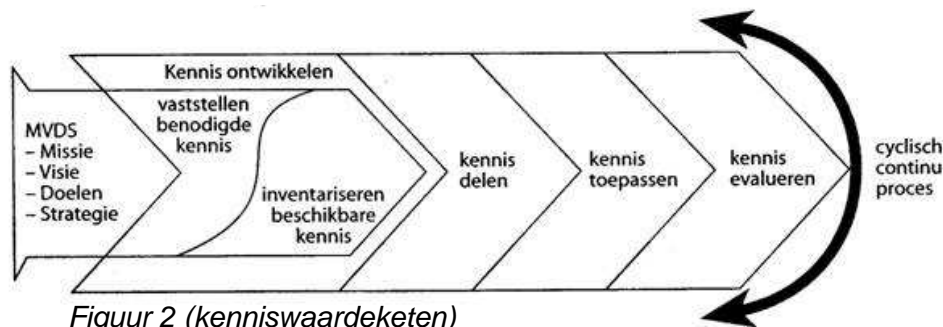 Kennis ontwikkelen
MVDS
– Missie
– Visie
– Doelen
– Strategie
vaststellen
benodigde
kennis
inventariseren
beschikbare
kennis
kennis
delen
kennis
toepassen
kennis
evalueren
cyclisch
continu
proces
Figuur 2 (kenniswaardeketen)